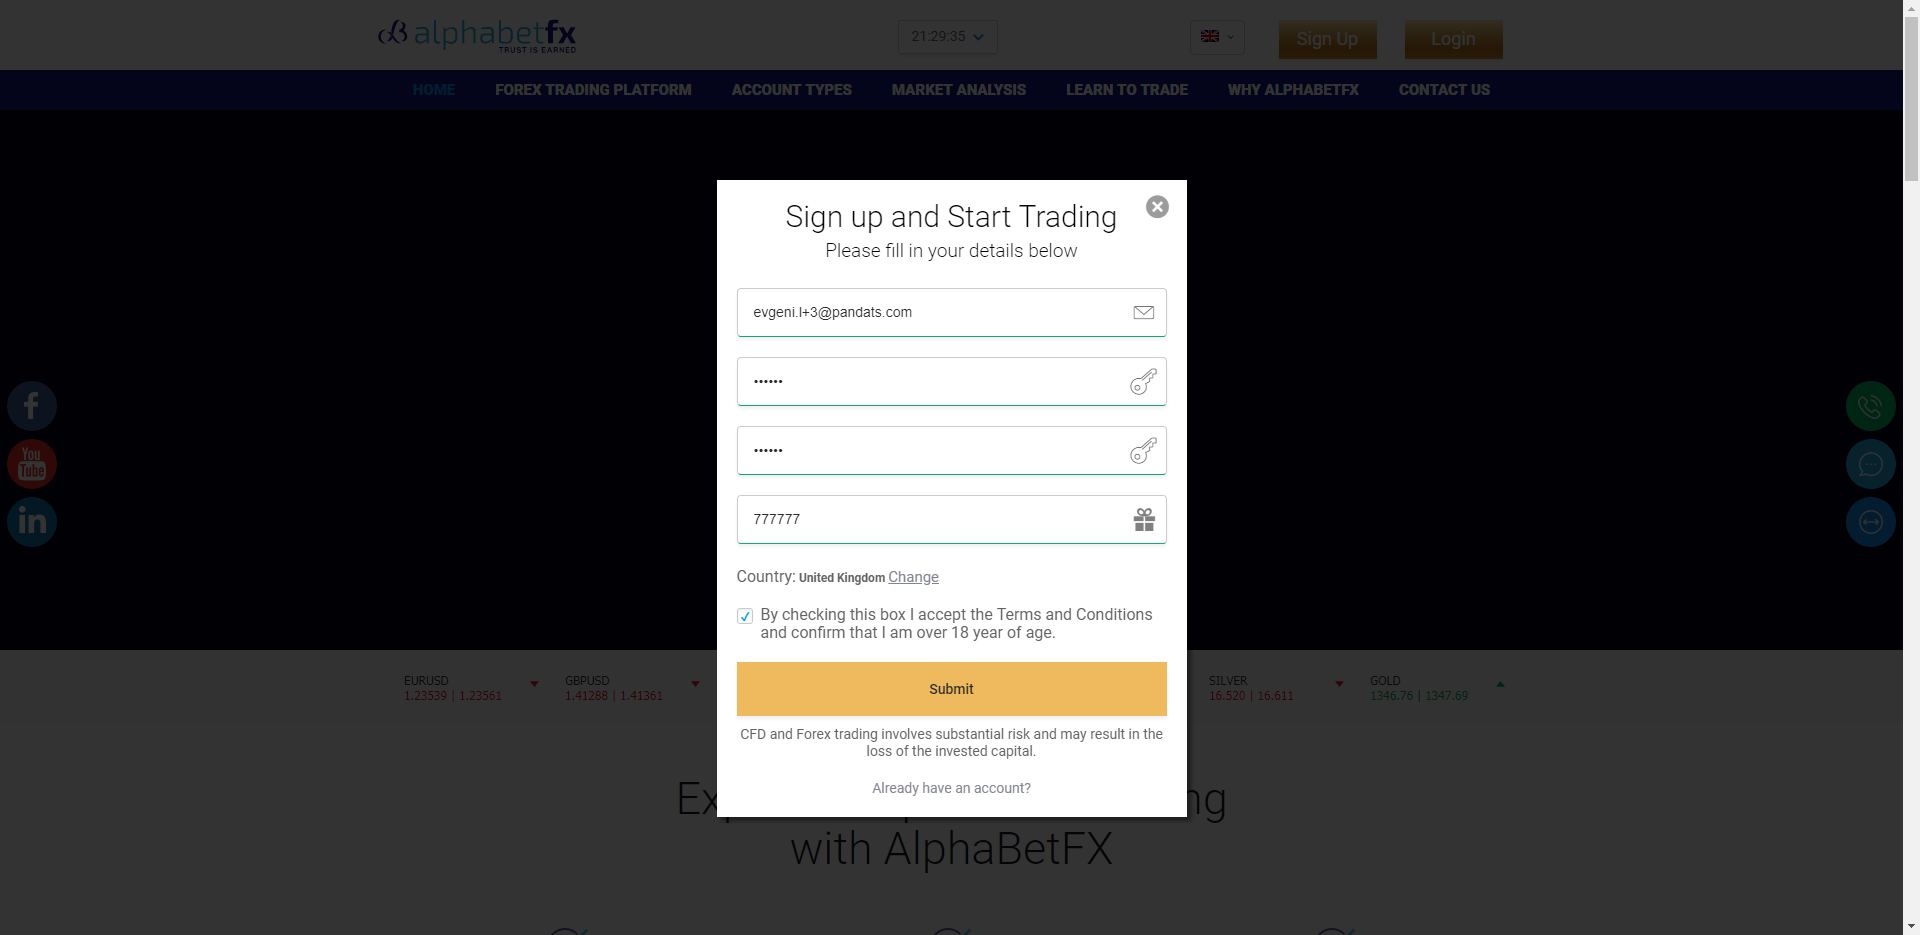 alphabetfx
TRUST IS EARNED
21:29:35
Sign Up
Login
HOME
FOREX TRADING PLATFORM
ACCOUNT TYPES
MARKET ANALYSIS
LEARN TO TRADE
WHY ALPHABETFX
CONTACT US
Sign up and Start Trading
Please fill in your details below
evgeni.l+3@pandats.com
••••••
••••••
777777
Country: United Kingdom Change
By checking this box I accept the Terms and Conditions
and confirm that I am over 18 year of age.
Submit
CFD and Forex trading involves substantial risk and may result in the
loss of the invested capital.
Already have an account?
You
Tube
in
EURUSD
1.23539 | 1.23561
GBPUSD
1.41288 | 1.41361
SILVER
16.520 | 16.611
GOLD
1346.76 | 1347.69
with AlphaBetFX